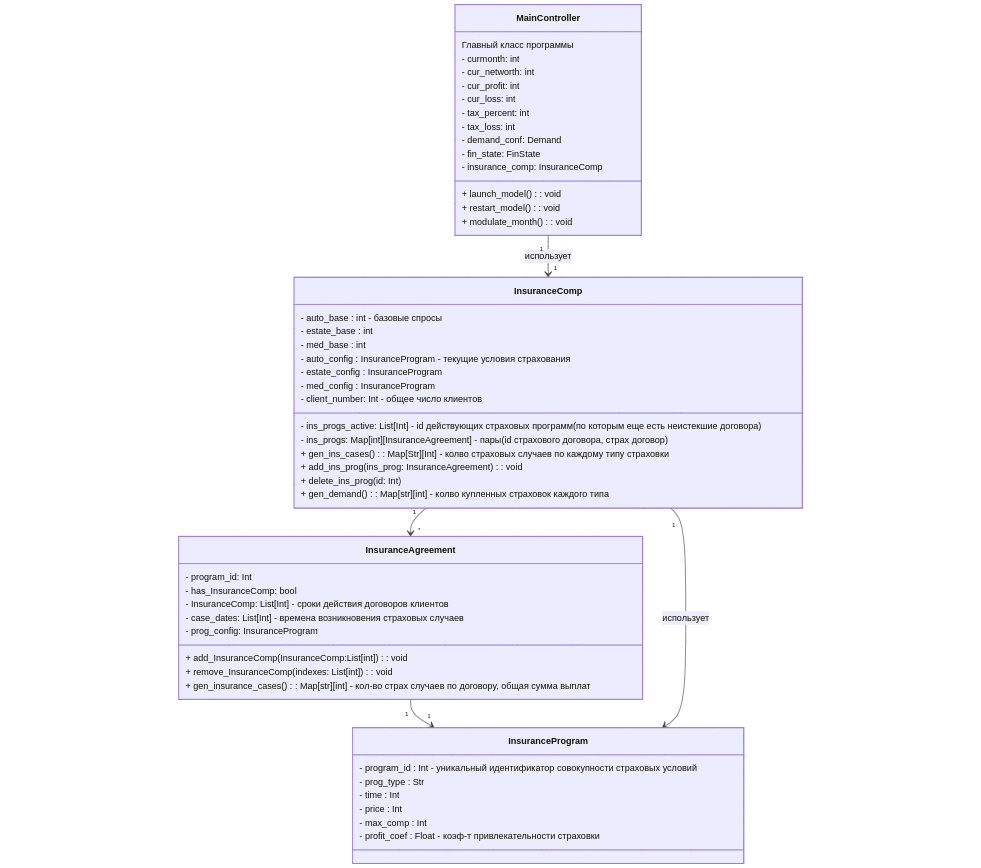 MainController
Главный класс программы
- curmonth: int
- cur_networth: int
- cur_profit: int
- cur_loss: int
- tax_percent: int
- tax_loss: int
- demand_conf: Demand
- fin_state: FinState
- insurance_comp: InsuranceComp
+ launch_model() : : void
+ restart_model() : : void
+ modulate_month() : : void
1
использует
1
InsuranceComp
- auto_base : int - базовые спросы
- estate_base : int
- med_base : int
- auto_config : InsuranceProgram - текущие условия страхования
- estate_config : InsuranceProgram
- med_config : InsuranceProgram
- client_number: Int - общее число клиентов
- ins_progs_active: List[Int] - id действующих страховых программ(по которым еще есть неистекшие договора)
- ins_progs: Map[int][InsuranceAgreement] - пары(id страхового договора, страх договор)
+ gen_ins_cases() : : Map[Str][Int] - колво страховых случаев по каждому типу страховки
+ add_ins_prog(ins_prog: InsuranceAgreement) : : void
+ delete_ins_prog(id: Int)
+ gen_demand() : : Map[str][int] - колво купленных страховок каждого типа
1
*
1
использует
InsuranceAgreement
- program_id: Int
- has_InsuranceComp: bool
- InsuranceComp: List[Int] - сроки действия договоров клиентов
- case_dates: List[Int] - времена возникновения страховых случаев
- prog_config: InsuranceProgram
+ add_InsuranceComp(InsuranceComp:List[int]) : : void
+ remove_InsuranceComp(indexes: List[int]) : : void
+ gen_insurance_cases() : : Map[str][int] - кол-во страх случаев по договору, общая сумма выплат
1
1
InsuranceProgram
- program_id : Int - уникальный идентификатор совокупности страховых условий
- prog_type : Str
- time : Int
- price : Int
- max_comp : Int
- profit_coef : Float - коэф-т привлекательности страховки